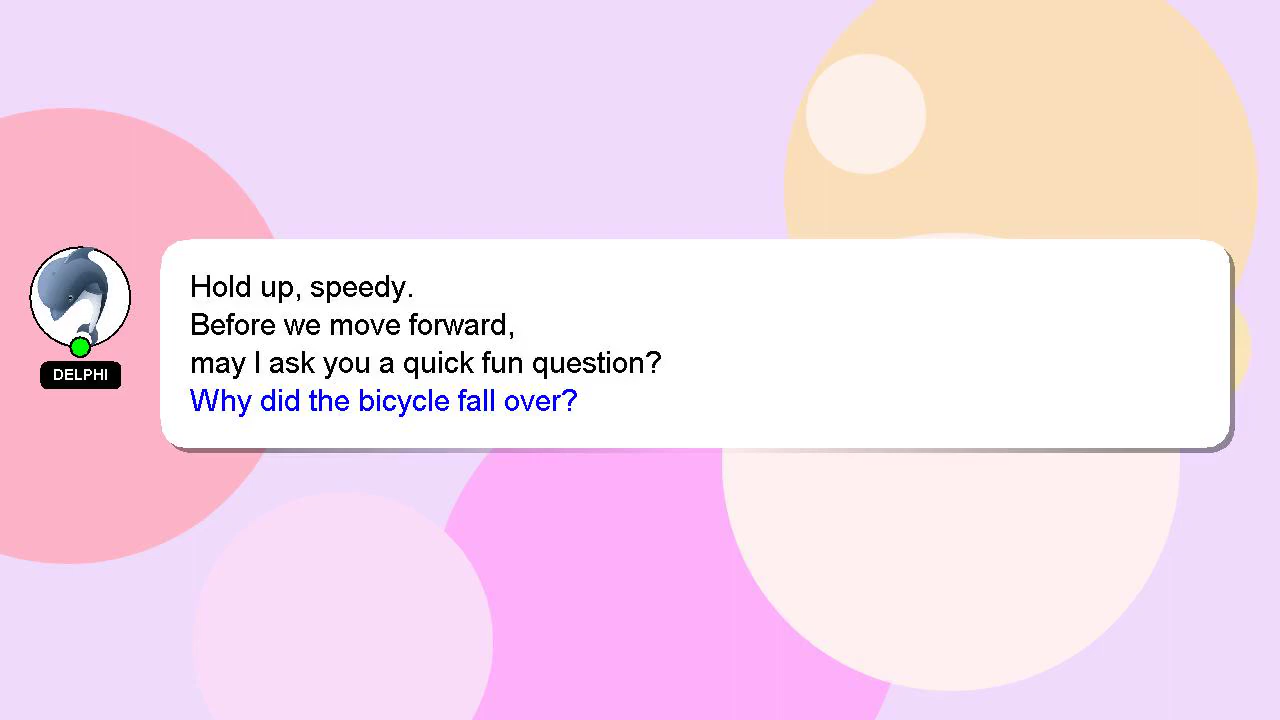 Hold up, speedy.
Before we move forward,
may I ask you a quick fun question?
Why did the bicycle fall over?
DELPHI